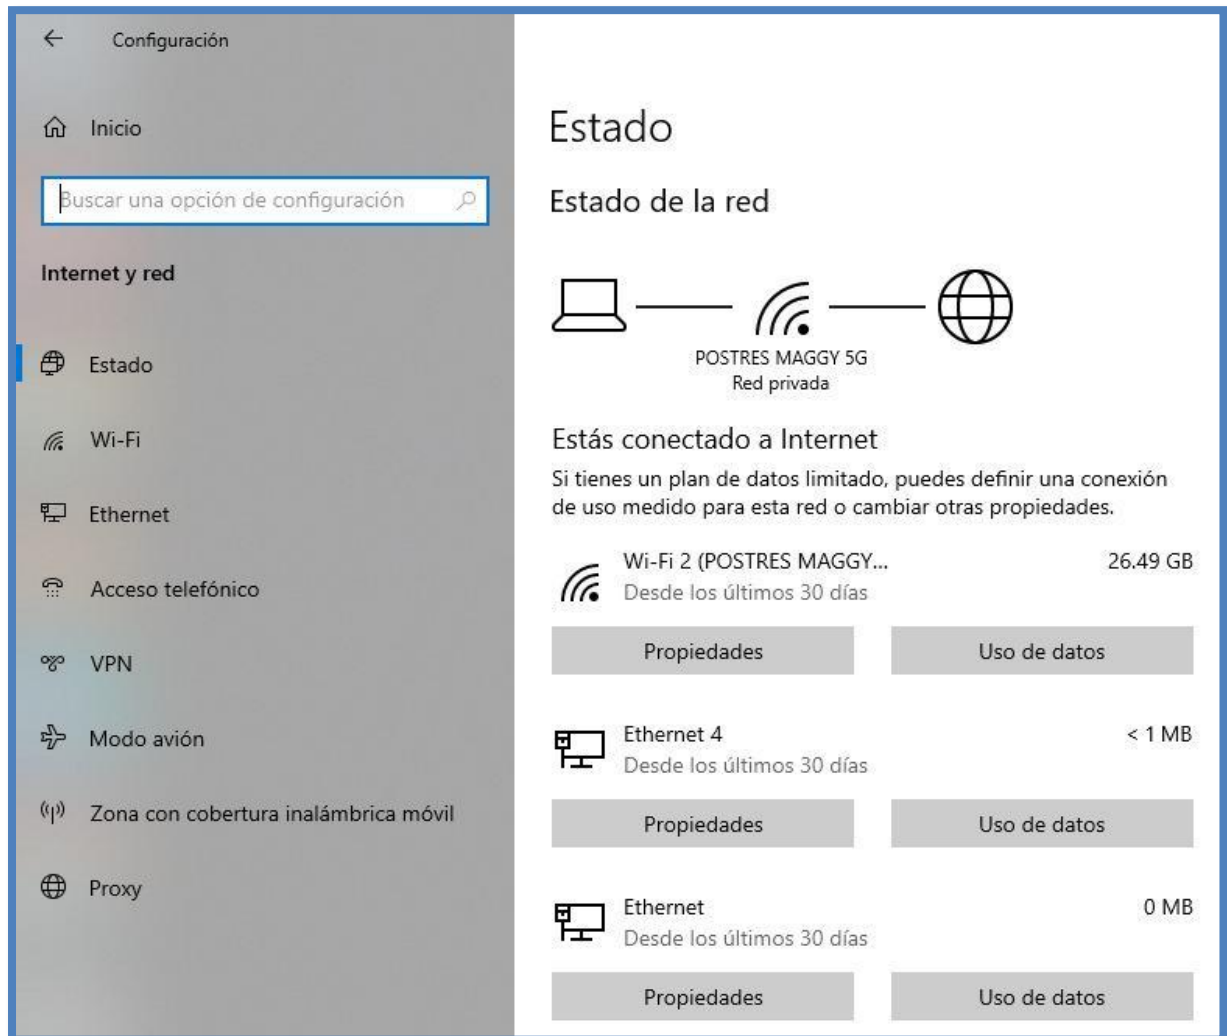 Configuración
Inicio
Buscar una opción de configuración
Internet y red
Estado
Wi-Fi
Ethernet
Acceso telefónico
VPN
Modo avión
Zona con cobertura inalámbrica móvil
Proxy
Estado
Estado de la red
POSTRES MAGGY 5G
Red privada
Estás conectado a Internet
Si tienes un plan de datos limitado, puedes definir una conexión
de uso medido para esta red o cambiar otras propiedades.
Wi-Fi 2 (POSTRES MAGGY... 26.49 GB
Desde los últimos 30 días
Propiedades Uso de datos
Ethernet 4 < 1 MB
Desde los últimos 30 días
Propiedades Uso de datos
Ethernet 0 MB
Desde los últimos 30 días
Propiedades Uso de datos